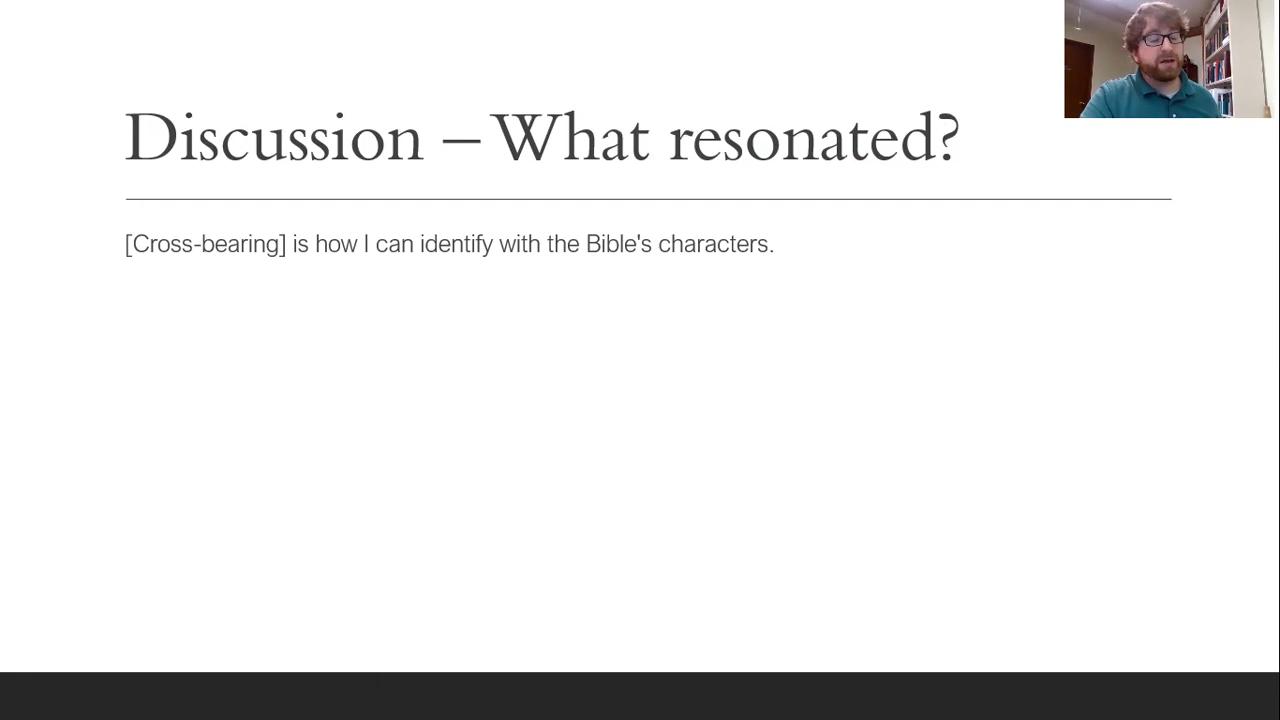 Discussion – What resonated?
[Cross-bearing] is how I can identify with the Bible's characters.